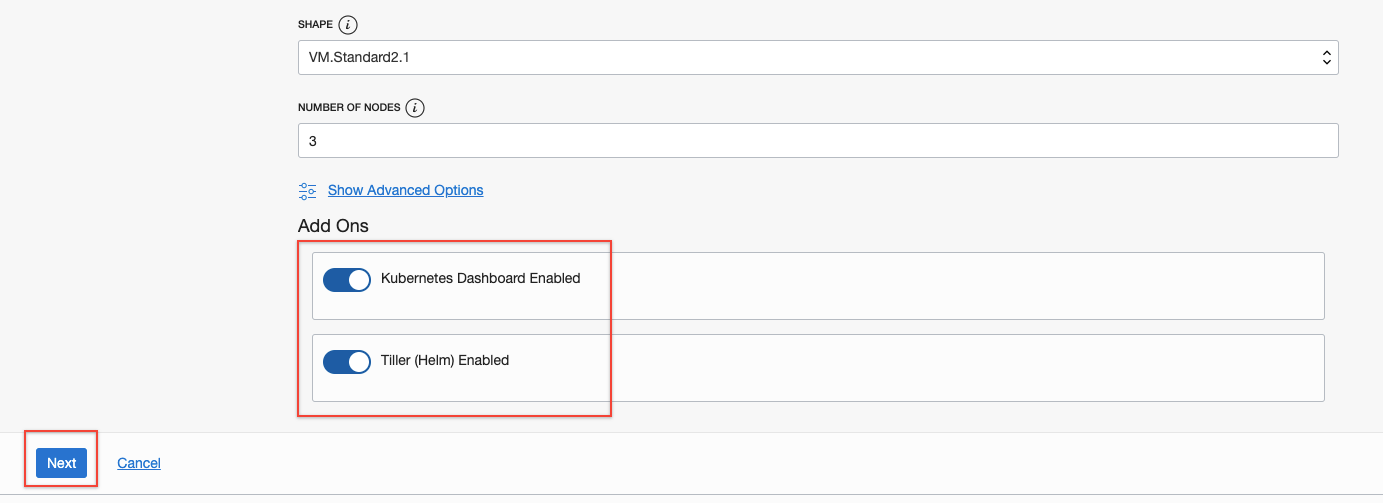 SHAPE i
VM.Standard2.1
NUMBER OF NODES i
3
Show Advanced Options
Add Ons
Kubernetes Dashboard Enabled
Tiller (Helm) Enabled
Next Cancel